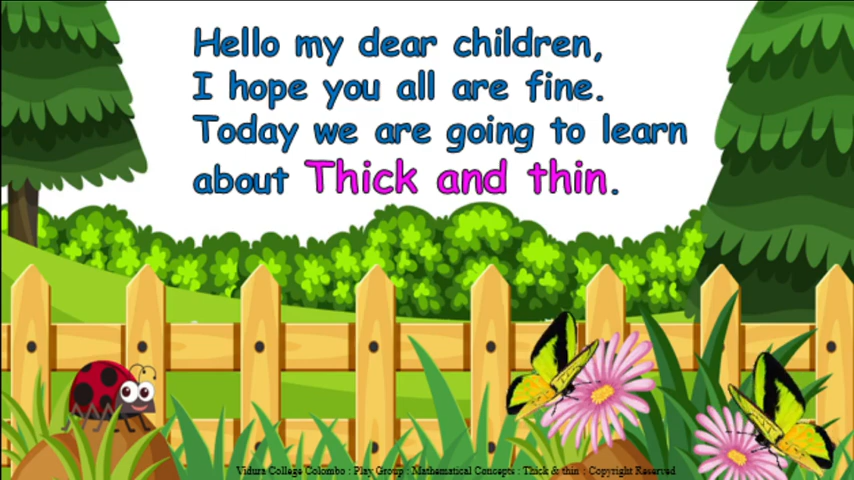 Hello my dear children,
I hope you all are fine.
Today we are going to learn
about Thick and thin.
Vidura College Colombo : Play Group : Mathematical Concepts : Thick & thin : Copyright Reserved